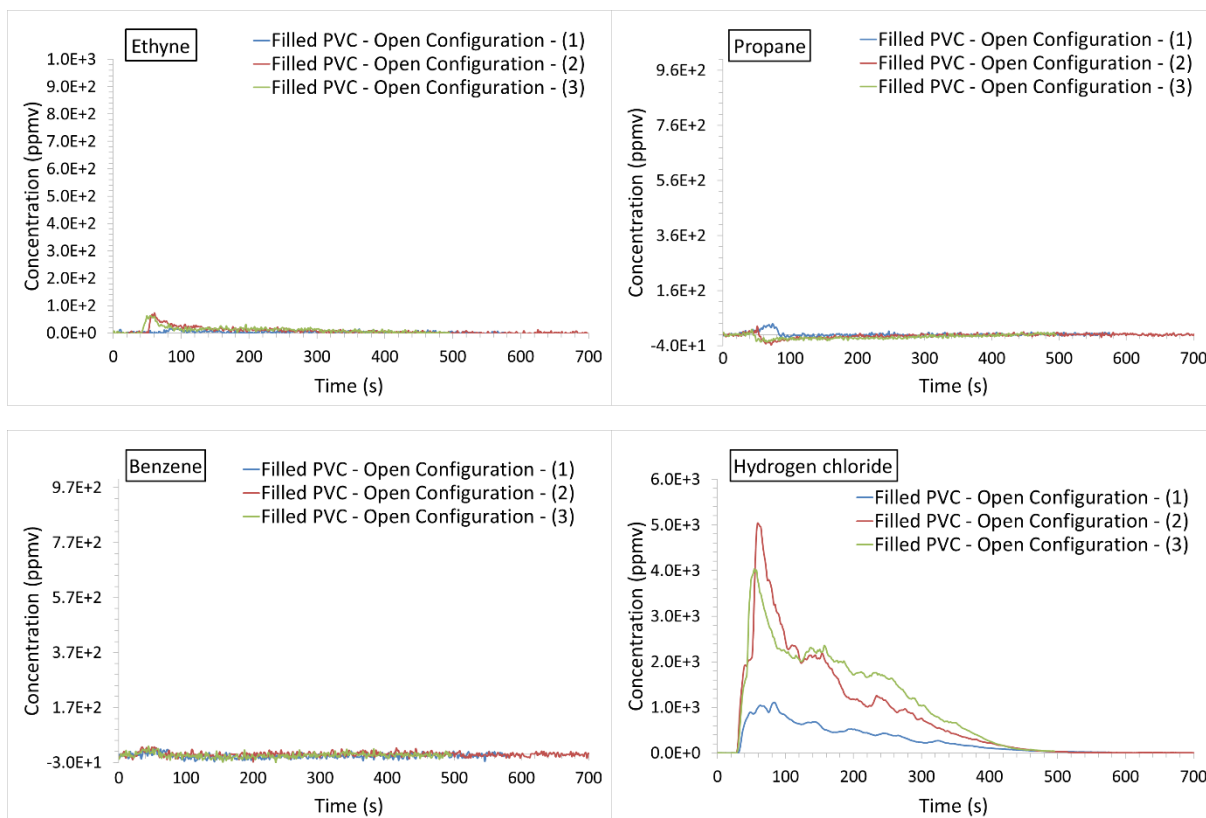 Ethyne
Filled PVC - Open Configuration - (1)
Filled PVC - Open Configuration - (2)
Filled PVC - Open Configuration - (3)
Concentration (ppmv)
1.0E+3
9.0E+2
8.0E+2
7.0E+2
6.0E+2
5.0E+2
4.0E+2
3.0E+2
2.0E+2
1.0E+2
0.0E+0
0 100 200 300 400 500 600 700
Time (s)
Propane
Filled PVC - Open Configuration - (1)
Filled PVC - Open Configuration - (2)
Filled PVC - Open Configuration - (3)
Concentration (ppmv)
9.6E+2
7.6E+2
5.6E+2
3.6E+2
1.6E+2
-4.0E+1
0 100 200 300 400 500 600 700
Time (s)
Benzene
Filled PVC - Open Configuration - (1)
Filled PVC - Open Configuration - (2)
Filled PVC - Open Configuration - (3)
Concentration (ppmv)
9.7E+2
7.7E+2
5.7E+2
3.7E+2
1.7E+2
-3.0E+1
0 100 200 300 400 500 600 700
Time (s)
Hydrogen chloride
Filled PVC - Open Configuration - (1)
Filled PVC - Open Configuration - (2)
Filled PVC - Open Configuration - (3)
Concentration (ppmv)
6.0E+3
5.0E+3
4.0E+3
3.0E+3
2.0E+3
1.0E+3
0.0E+0
0 100 200 300 400 500 600 700
Time (s)